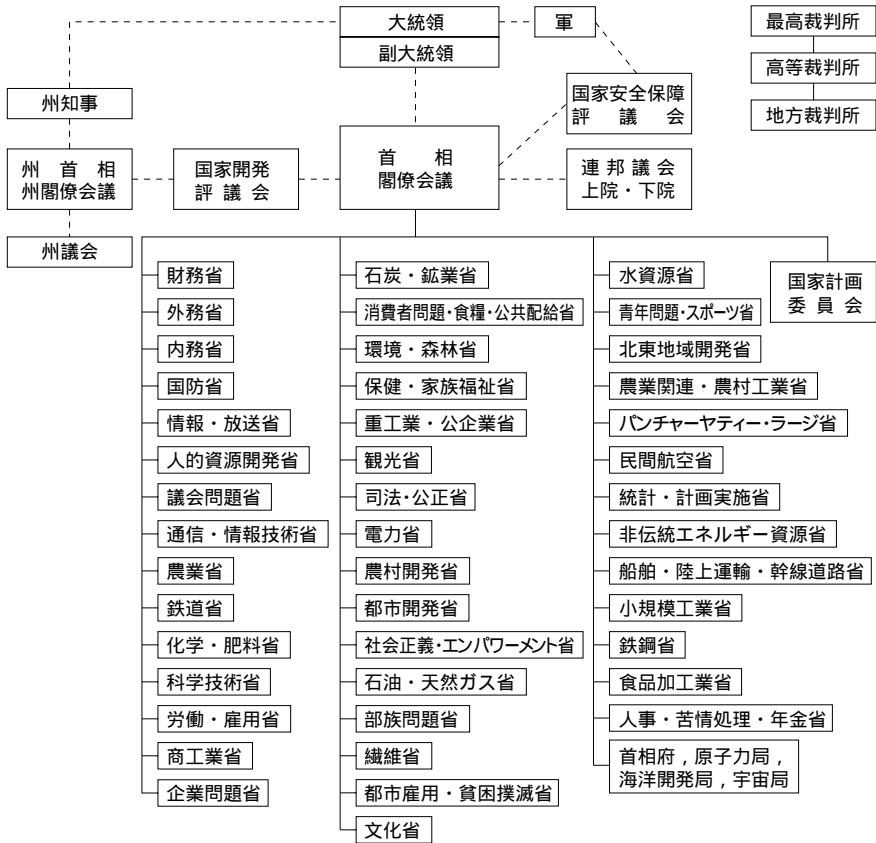 大統領
副大統領
軍
最高裁判所
高等裁判所
地方裁判所
州知事
国家安全保障
評議会
州首相
州閣僚会議
国家開発
評議会
首相
閣僚会議
連邦議会
上院・下院
州議会
財務省
外務省
内務省
国防省
情報・放送省
人的資源開発省
議会問題省
通信・情報技術省
農業省
鉄道省
化学・肥料省
科学技術省
労働・雇用省
商工業省
企業問題省
石炭・鉱業省
消費者問題・食糧・公共配給省
環境・森林省
保健・家族福祉省
重工業・公企業省
観光省
司法・公正省
電力省
農村開発省
都市開発省
社会正義・エンパワーメント省
石油・天然ガス省
部族問題省
繊維省
都市雇用・貧困撲滅省
文化省
水資源省
青年問題・スポーツ省
北東地域開発省
農業関連・農村工業省
パンチャーヤティー・ラージ省
民間航空省
統計・計画実施省
非伝統エネルギー資源省
船舶・陸上運輸・幹線道路省
小規模工業省
鉄鋼省
食品加工業省
人事・苦情処理・年金省
首相府，原子力局，
海洋開発局，宇宙局
国家計画
委員会